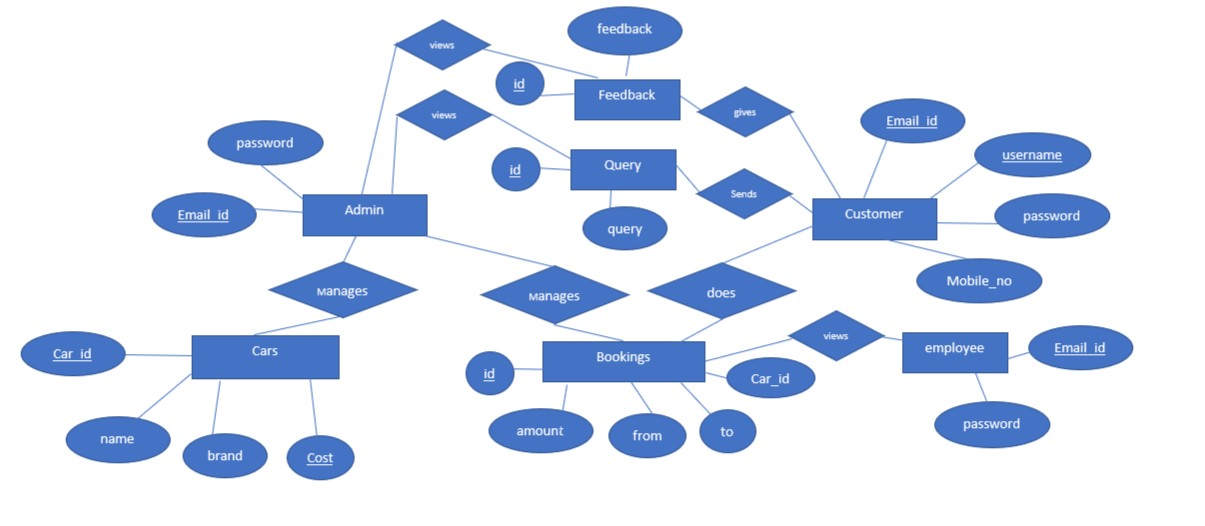 feedback
views
id
Feedback
views
gives
Email_id
password
username
id
Query
Sends
Admin
Email_id
query
Customer
password
Mobile_no
Manages
Manages
does
Car_id
Cars
id
Bookings
views
employee
Email_id
Car_id
name
brand
Cost
amount
from
to
password